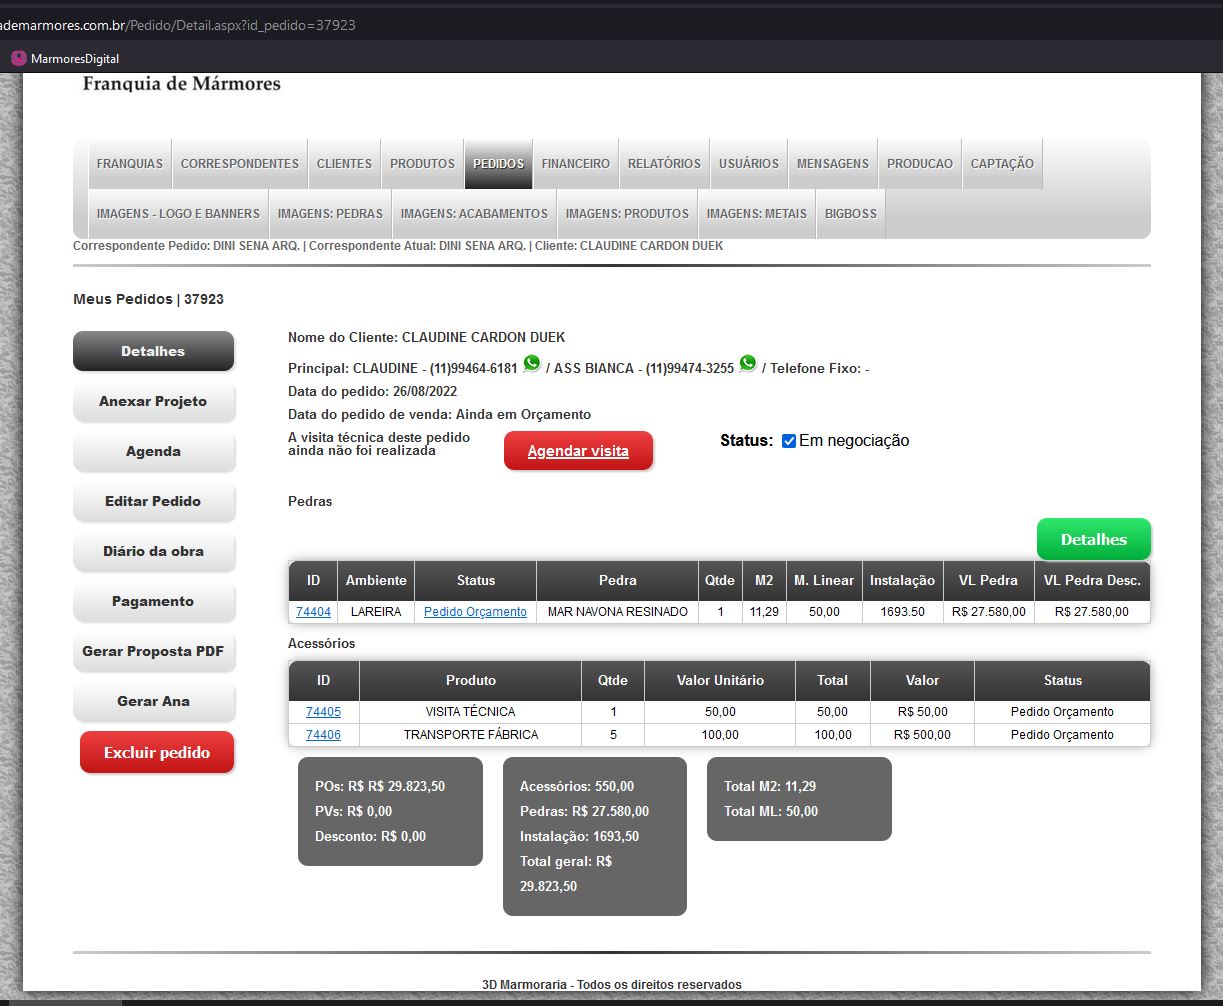 ademarmores.com.br/Pedido/Detail.aspx?id_pedido=37923
MarmoresDigital
Franquia de Mármores
FRANQUIAS CORRESPONDENTES CLIENTES PRODUTOS PEDIDOS FINANCEIRO RELATÓRIOS USUÁRIOS MENSAGENS PRODUCAO CAPTAÇÃO
IMAGENS - LOGO E BANNERS IMAGENS: PEDRAS IMAGENS: ACABAMENTOS IMAGENS: PRODUTOS IMAGENS: METAIS BIGBOSS
Correspondente Pedido: DINI SENA ARQ. | Correspondente Atual: DINI SENA ARQ. | Cliente: CLAUDINE CARDON DUEK
Meus Pedidos | 37923
Detalhes
Anexar Projeto
Agenda
Editar Pedido
Diário da obra
Pagamento
Gerar Proposta PDF
Gerar Ana
Excluir pedido
Nome do Cliente: CLAUDINE CARDON DUEK
Principal: CLAUDINE - (11)99464-6181 / ASS BIANCA - (11)99474-3255 / Telefone Fixo: -
Data do pedido: 26/08/2022
Data do pedido de venda: Ainda em Orçamento
A visita técnica deste pedido
ainda não foi realizada
Agendar visita
Status: Em negociação
Pedras
Detalhes
ID Ambiente Status Pedra Qtde M2 M. Linear Instalação VL Pedra VL Pedra Desc.
74404 LAREIRA Pedido Orçamento MAR NAVONA RESINADO 1 11,29 50,00 1693.50 R$ 27.580,00 R$ 27.580,00
Acessórios
ID Produto Qtde Valor Unitário Total Valor Status
74405 VISITA TÉCNICA 1 50,00 50,00 R$ 50,00 Pedido Orçamento
74406 TRANSPORTE FÁBRICA 5 100,00 100,00 R$ 500,00 Pedido Orçamento
POs: R$ R$ 29.823,50
PVs: R$ 0,00
Desconto: R$ 0,00
Acessórios: 550,00
Pedras: R$ 27.580,00
Instalação: 1693,50
Total geral: R$
29.823,50
Total M2: 11,29
Total ML: 50,00
3D Marmoraria - Todos os direitos reservados